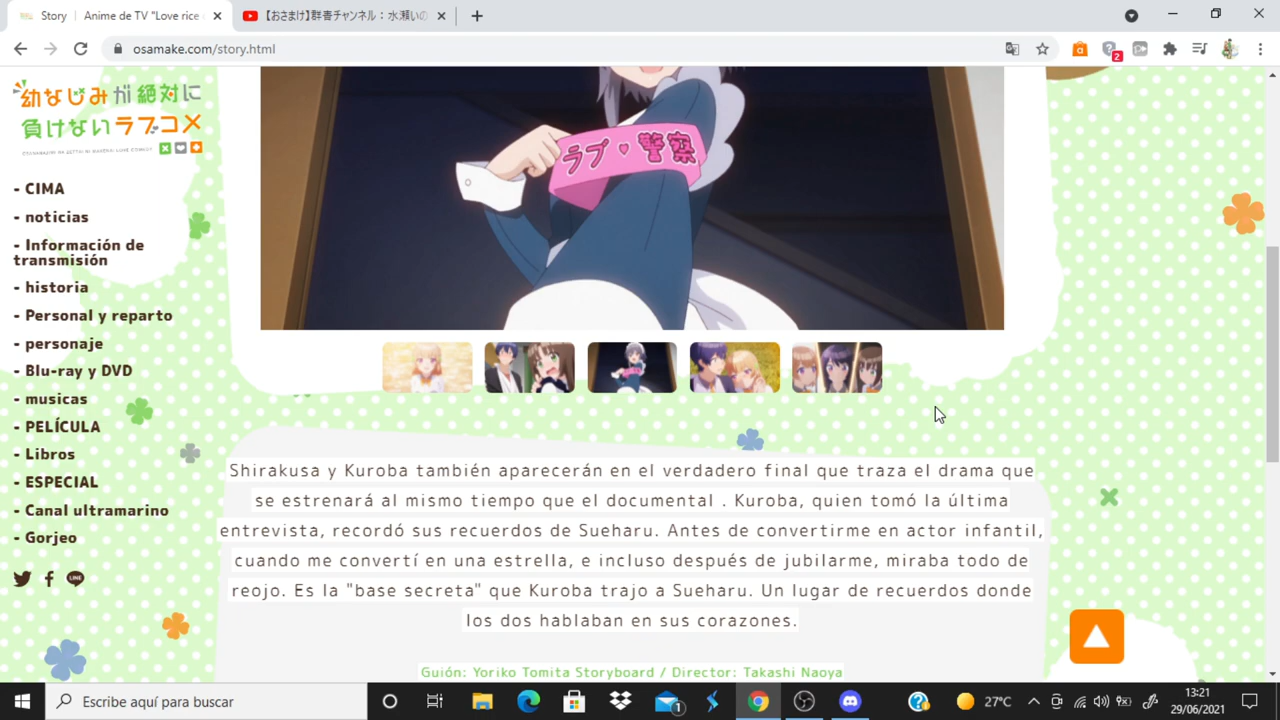 Story
Anime de TV "Love rice
【おさまけ】群青チャンネル：水瀬いの
osamake.com/story.html
2
幼なじみが絶対に
負けないラブコメ
OSANANAJIMI GA ZETTAI NI MAKENAI LOVE COMEDY
- CIMA
- noticias
- Información de
transmisión
- historia
- Personal y reparto
- personaje
- Blu-ray y DVD
- musicas
- PELÍCULA
- Libros
- ESPECIAL
- Canal ultramarino
- Gorjeo
LINE
ラブ♥警察
Shirakusa y Kuroba también aparecerán en el verdadero final que traza el drama que
se estrenará al mismo tiempo que el documental . Kuroba, quien tomó la última
entrevista, recordó sus recuerdos de Sueharu. Antes de convertirme en actor infantil,
cuando me convertí en una estrella, e incluso después de jubilarme, miraba todo de
reojo. Es la "base secreta" que Kuroba trajo a Sueharu. Un lugar de recuerdos donde
los dos hablaban en sus corazones.
Guión: Yoriko Tomita Storyboard / Director: Takashi Naoya
Escribe aquí para buscar
1
27°C
13:21
29/06/2021